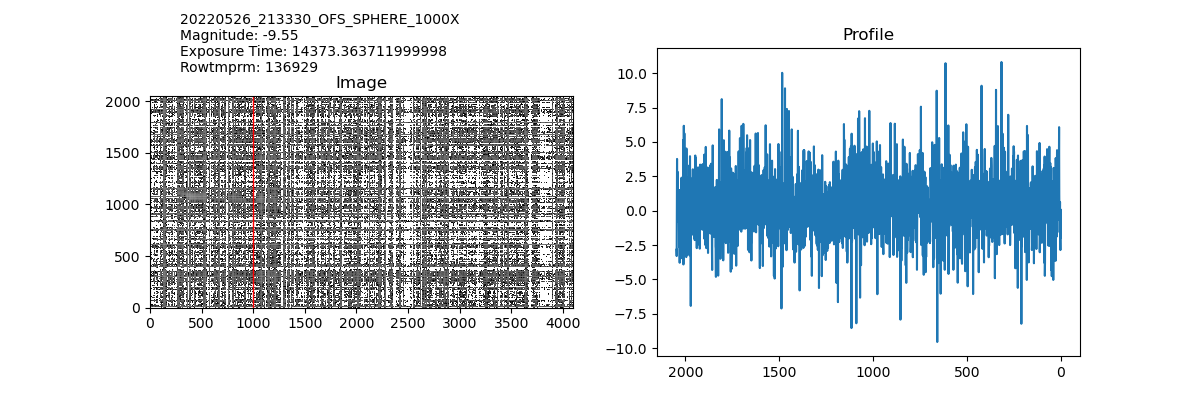 20220526_213330_OFS_SPHERE_1000X
Magnitude: -9.55
Exposure Time: 14373.363711999998
Rowtmprm: 136929
Image
2000
1500
1000
500
0
0 500 1000 1500 2000 2500 3000 3500 4000
Profile
10.0
7.5
5.0
2.5
0.0
−2.5
−5.0
−7.5
−10.0
2000 1500 1000 500 0